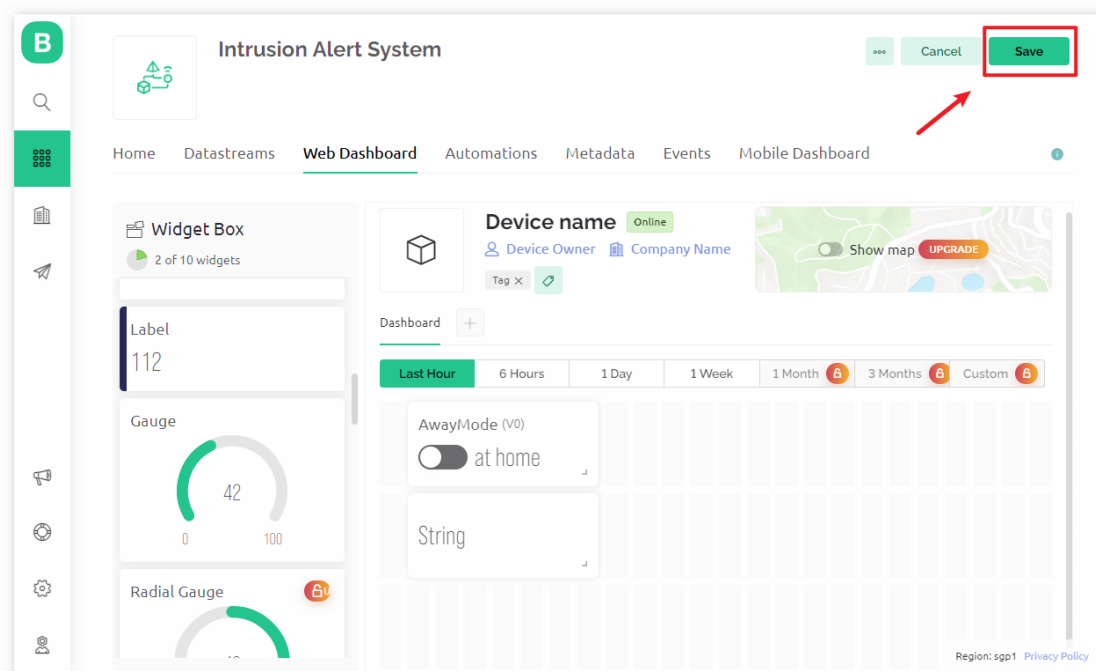 B
Intrusion Alert System
Cancel
Save
Home
Datastreams
Web Dashboard
Automations
Metadata
Events
Mobile Dashboard
Widget Box
2 of 10 widgets
Label
112
Gauge
42
0
100
Radial Gauge
Device name
Online
Device Owner
Company Name
Tag
Show map
UPGRADE
Dashboard
Last Hour
6 Hours
1 Day
1 Week
1 Month
3 Months
Custom
AwayMode (V0)
at home
String
Region: sgp1
Privacy Policy